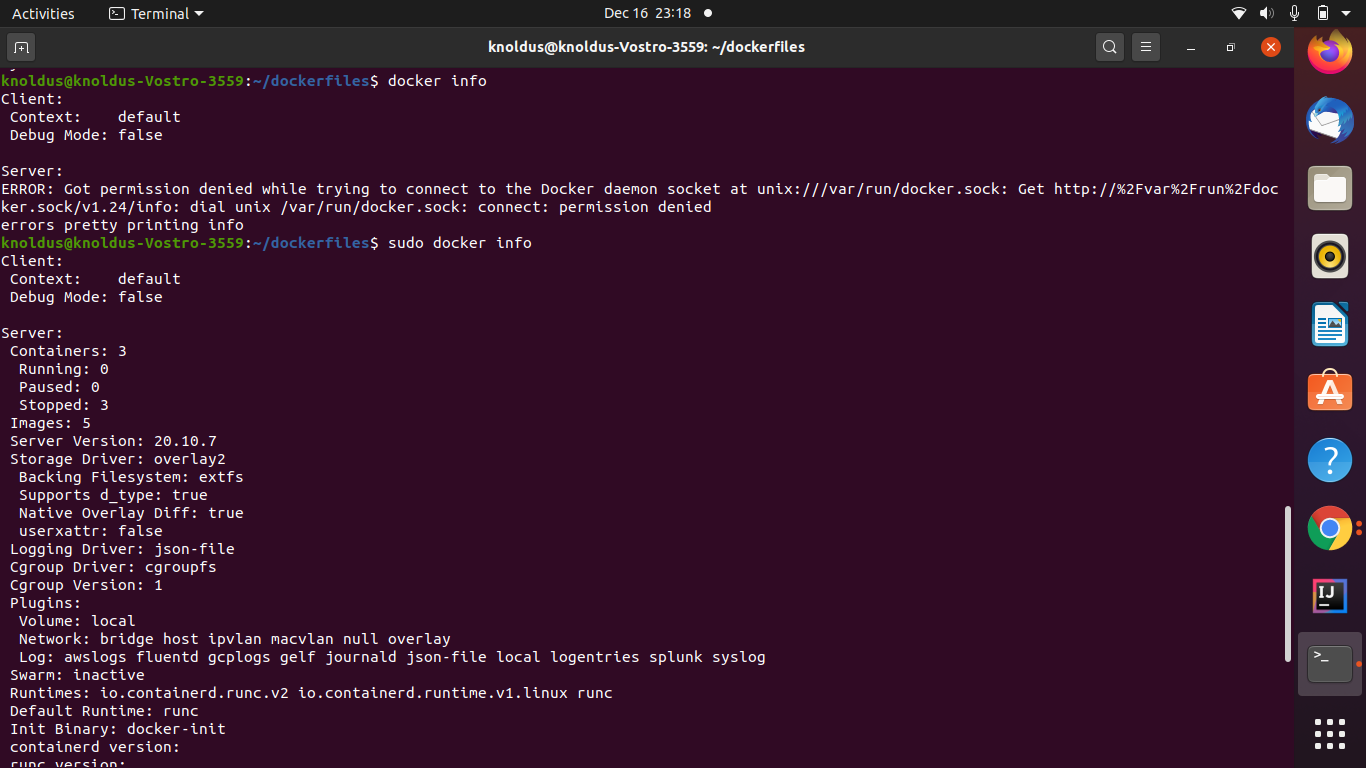 Activities
Terminal
Dec 16 23:18
knoldus@knoldus-Vostro-3559: ~/dockerfiles
knoldus@knoldus-Vostro-3559:~/dockerfiles$ docker info
Client:
 Context:    default
 Debug Mode: false

Server:
ERROR: Got permission denied while trying to connect to the Docker daemon socket at unix:///var/run/docker.sock: Get http://%2Fvar%2Frun%2Fdoc
ker.sock/v1.24/info: dial unix /var/run/docker.sock: connect: permission denied
errors pretty printing info
knoldus@knoldus-Vostro-3559:~/dockerfiles$ sudo docker info
Client:
 Context:    default
 Debug Mode: false

Server:
 Containers: 3
  Running: 0
  Paused: 0
  Stopped: 3
 Images: 5
 Server Version: 20.10.7
 Storage Driver: overlay2
  Backing Filesystem: extfs
  Supports d_type: true
  Native Overlay Diff: true
  userxattr: false
 Logging Driver: json-file
 Cgroup Driver: cgroupfs
 Cgroup Version: 1
 Plugins:
  Volume: local
  Network: bridge host ipvlan macvlan null overlay
  Log: awslogs fluentd gcplogs gelf journald json-file local logentries splunk syslog
 Swarm: inactive
 Runtimes: io.containerd.runc.v2 io.containerd.runtime.v1.linux runc
 Default Runtime: runc
 Init Binary: docker-init
 containerd version:
 runc version:
IJ
>_